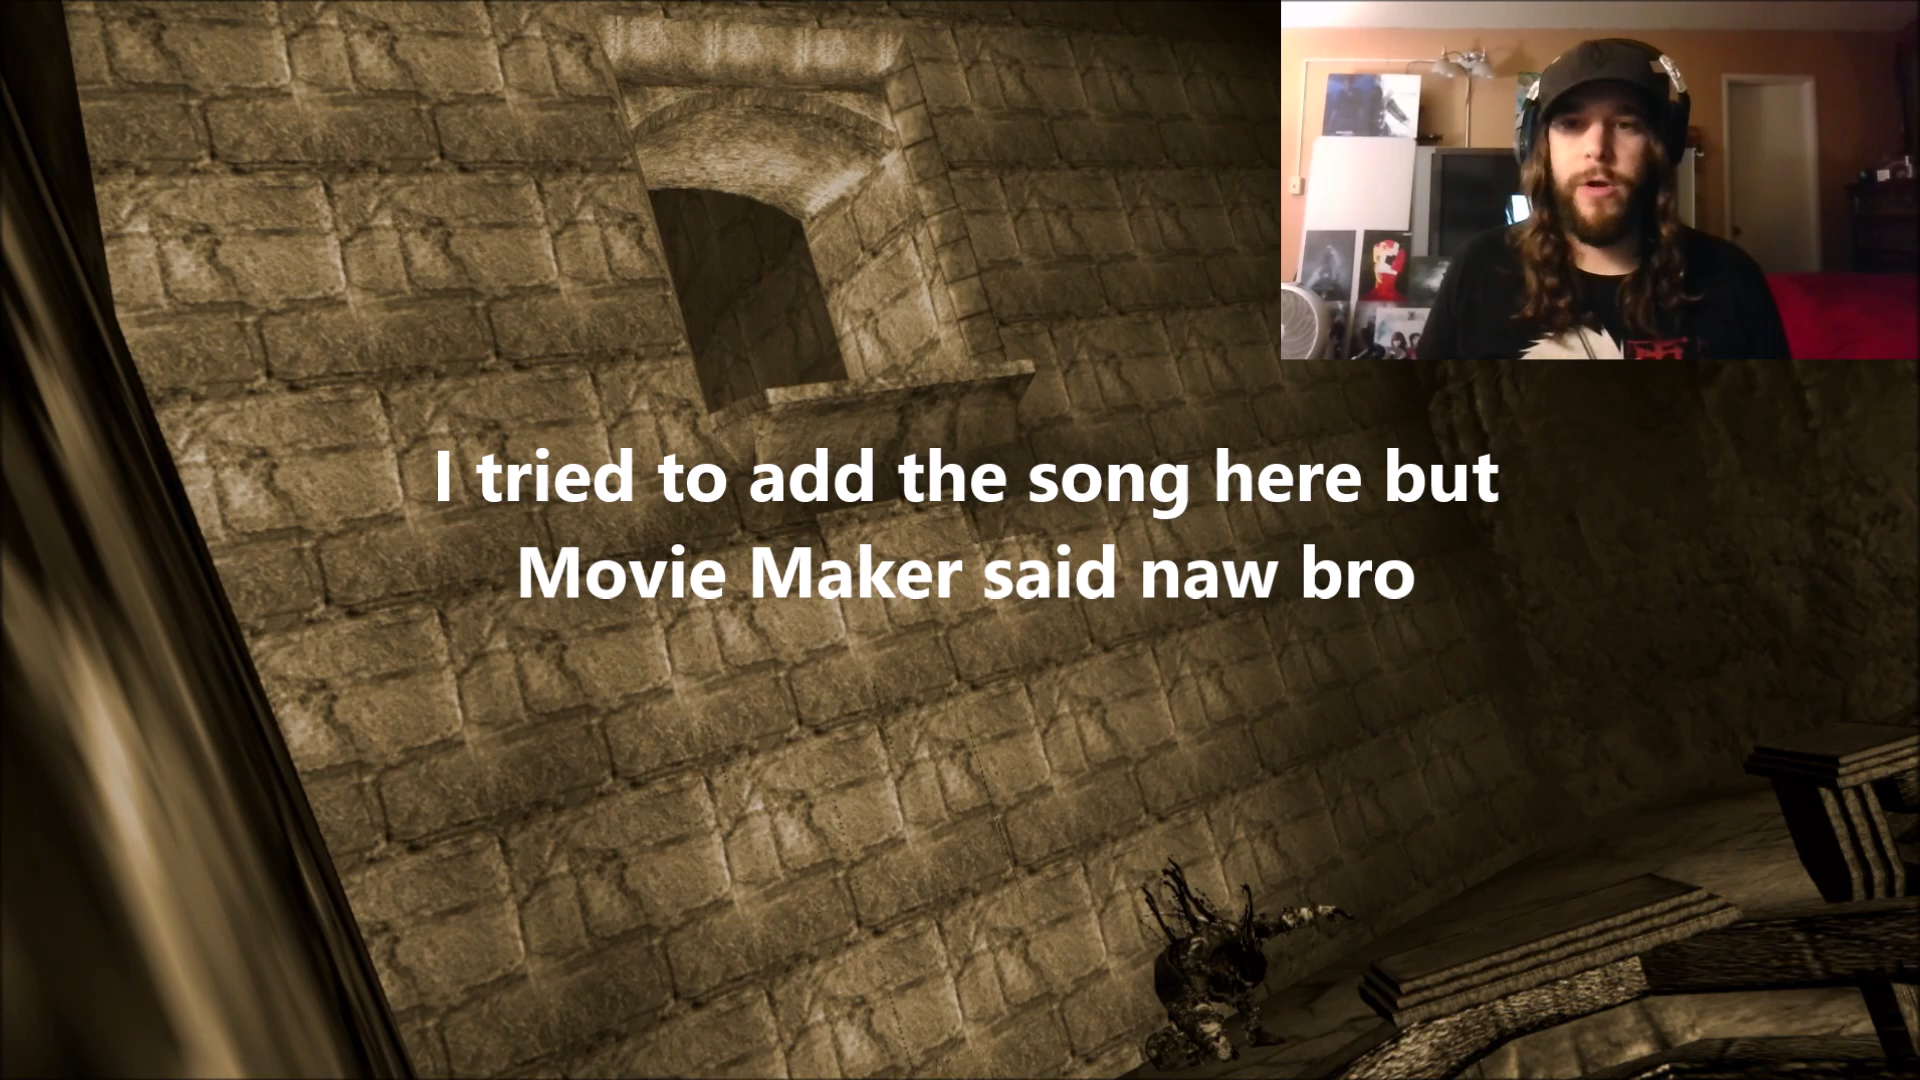 I tried to add the song here but
Movie Maker said naw bro